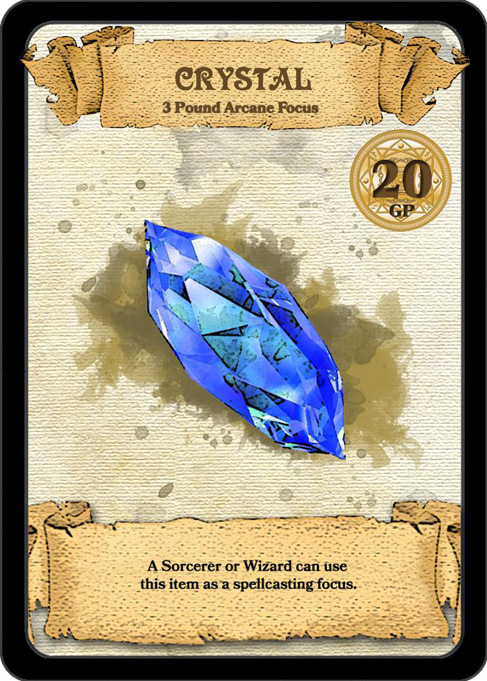 CRYSTAL
3 Pound Arcane Focus
20
GP
A Sorcerer or Wizard can use
this item as a spellcasting focus.